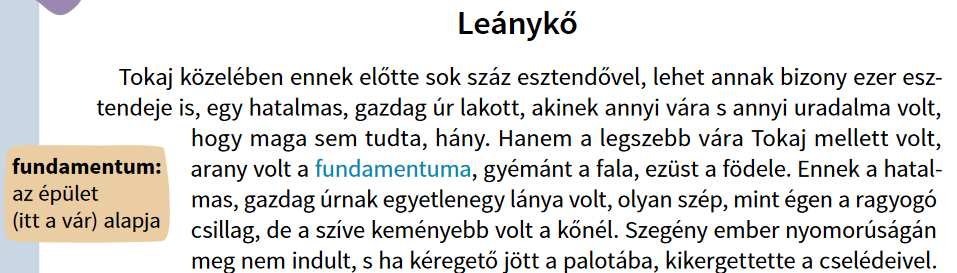 Leánykő
Tokaj közelében ennek előtte sok száz esztendővel, lehet annak bizony ezer esz-
tendeje is, egy hatalmas, gazdag úr lakott, akinek annyi vára s annyi uradalma volt,
hogy maga sem tudta, hány. Hanem a legszebb vára Tokaj mellett volt,
arany volt a fundamentuma, gyémánt a fala, ezüst a födele. Ennek a hatal-
mas, gazdag úrnak egyetlenegy lánya volt, olyan szép, mint égen a ragyogó
csillag, de a szíve keményebb volt a kőnél. Szegény ember nyomorúságán
meg nem indult, s ha kéregető jött a palotába, kikergettette a cselédeivel.
fundamentum:
az épület
(itt a vár) alapja